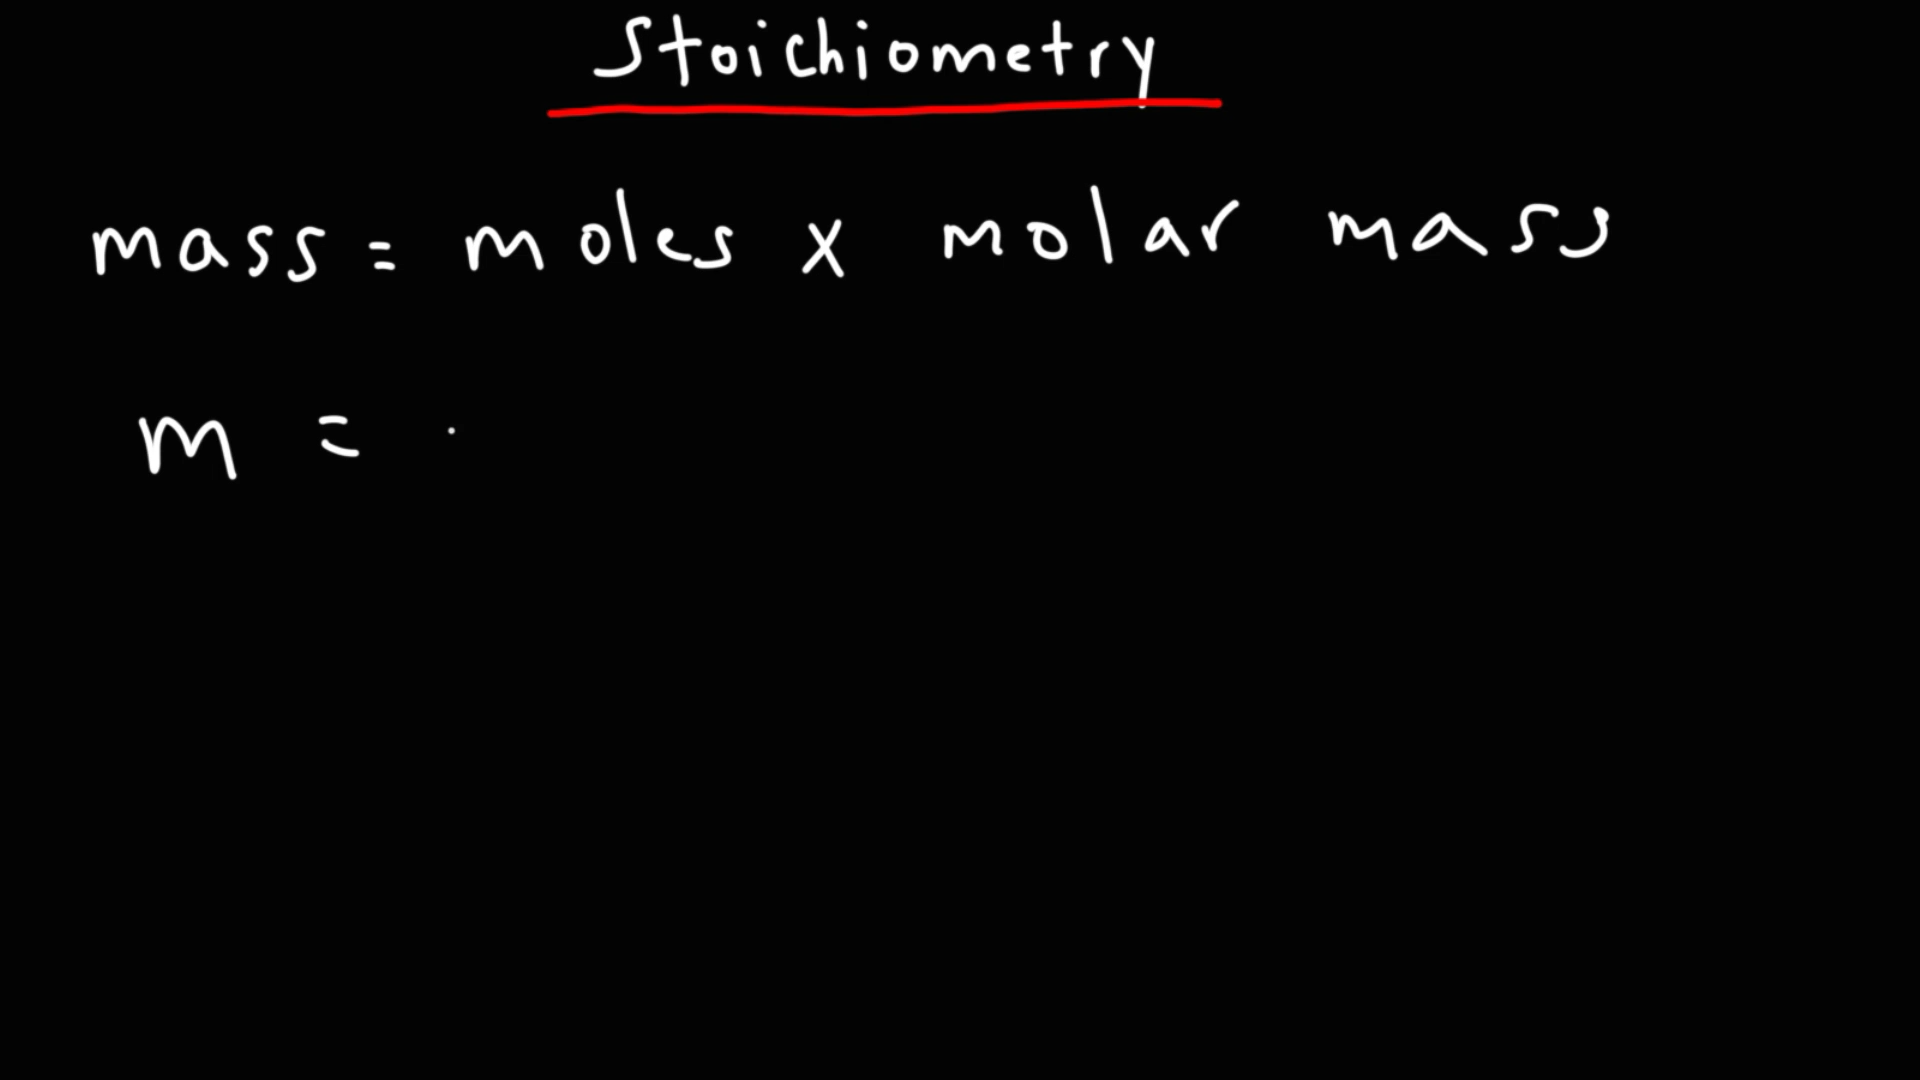 Stoichiometry
mass = moles x molar mass
m =